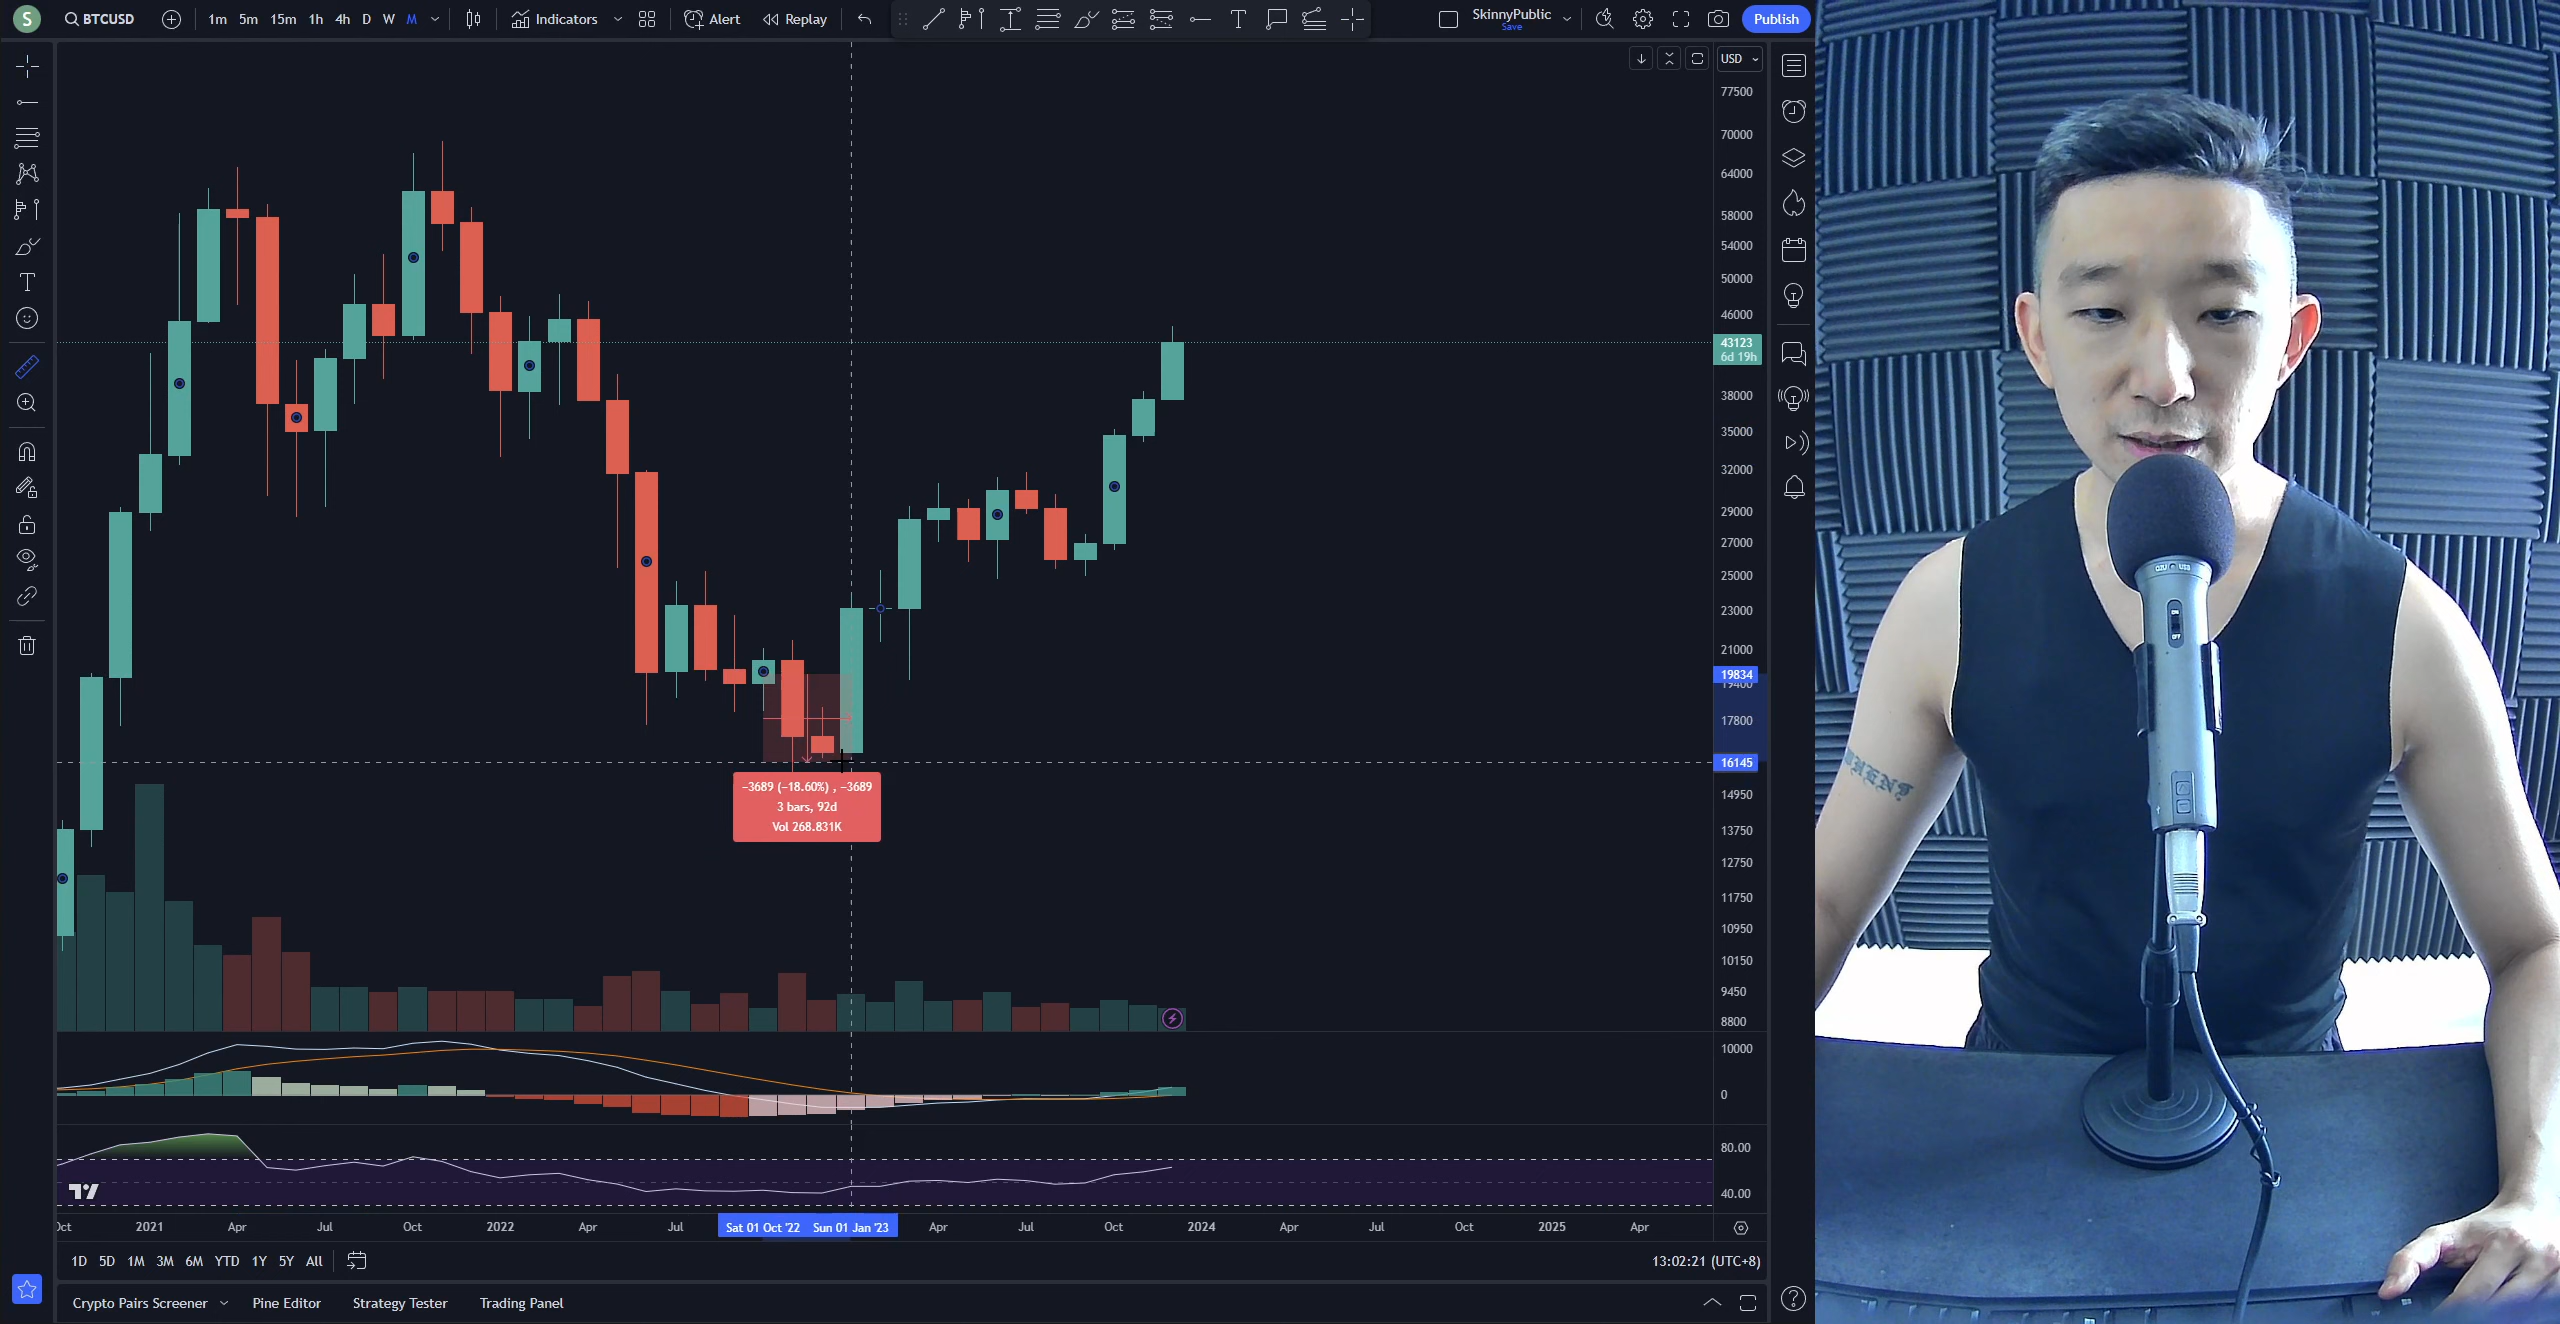 S
BTCUSD
1m 5m 15m 1h 4h D W M
Indicators
Alert
Replay
SkinnyPublic
Save
Publish
USD
77500
70000
64000
58000
54000
50000
46000
43123
6d 19h
38000
35000
32000
29000
27000
25000
23000
21000
19834
19400
17800
16145
14950
13750
12750
11750
10950
10150
9450
8800
10000
0
80.00
40.00
−3689 (−18.60%) , −3689
3 bars, 92d
Vol 268.831K
Oct 2021 Apr Jul Oct 2022 Apr Jul Sat 01 Oct '22 Sun 01 Jan '23 Apr Jul Oct 2024 Apr Jul Oct 2025 Apr
1D 5D 1M 3M 6M YTD 1Y 5Y All
13:02:21 (UTC+8)
Crypto Pairs Screener
Pine Editor
Strategy Tester
Trading Panel